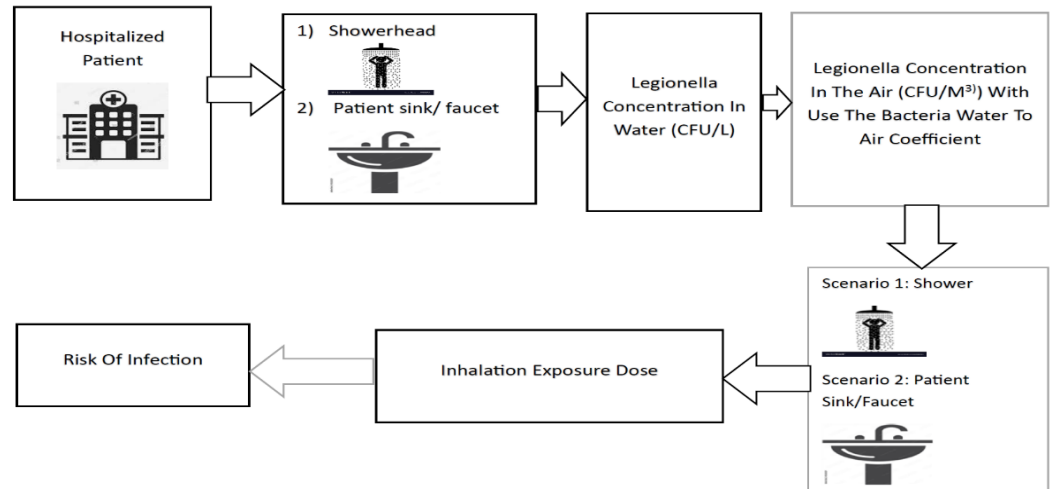 Hospitalized
Patient
1) Showerhead
2) Patient sink/ faucet
Legionella
Concentration In
Water (CFU/L)
Legionella Concentration
In The Air (CFU/M³⁾) With
Use The Bacteria Water To
Air Coefficient
Scenario 1: Shower
Scenario 2: Patient
Sink/Faucet
Inhalation Exposure Dose
Risk Of Infection